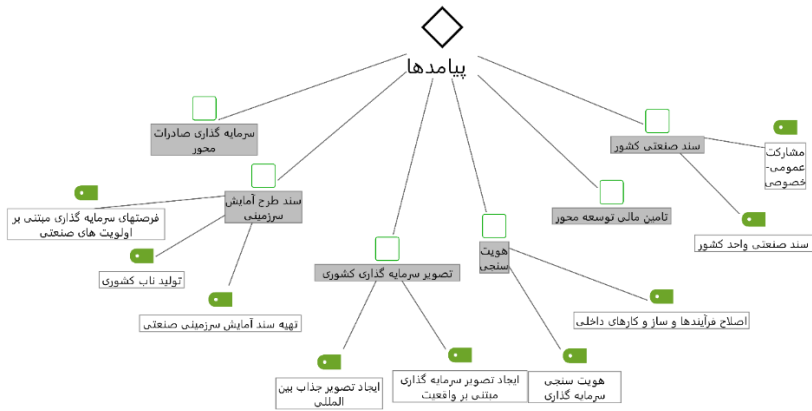 پیامدها
سرمایه گذاری صادرات
محور
سند صنعتی کشور
مشارکت
عمومی-
خصوصی
سند طرح آمایش
سرزمینی
تامین مالی توسعه محور
فرصتهای سرمایه گذاری مبتنی بر
اولویت های صنعتی
سند صنعتی واحد کشور
هویت
سنجی
تصویر سرمایه گذاری کشوری
تولید ناب کشوری
تهیه سند آمایش سرزمینی صنعتی
اصلاح فرآیندها و ساز و کارهای داخلی
ایجاد تصویر جذاب بین
المللی
ایجاد تصویر سرمایه گذاری
مبتنی بر واقعیت
هویت سنجی
سرمایه گذاری